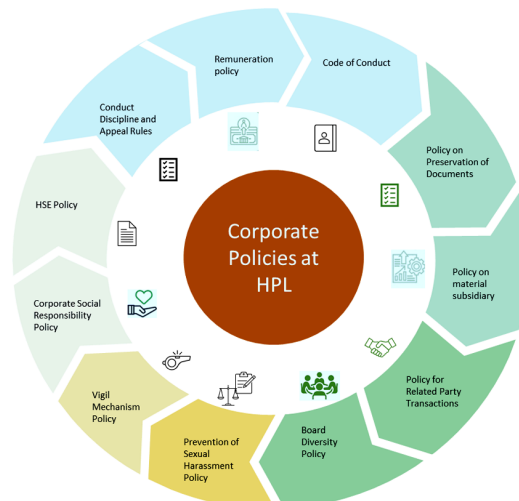 Remuneration
policy
Code of Conduct
Policy on
Preservation of
Documents
Policy on
material
subsidiary
Policy for
Related Party
Transactions
Board
Diversity
Policy
Prevention of
Sexual
Harassment
Policy
Vigil
Mechanism
Policy
Corporate Social
Responsibility
Policy
HSE Policy
Conduct
Discipline and
Appeal Rules
Corporate
Policies at
HPL